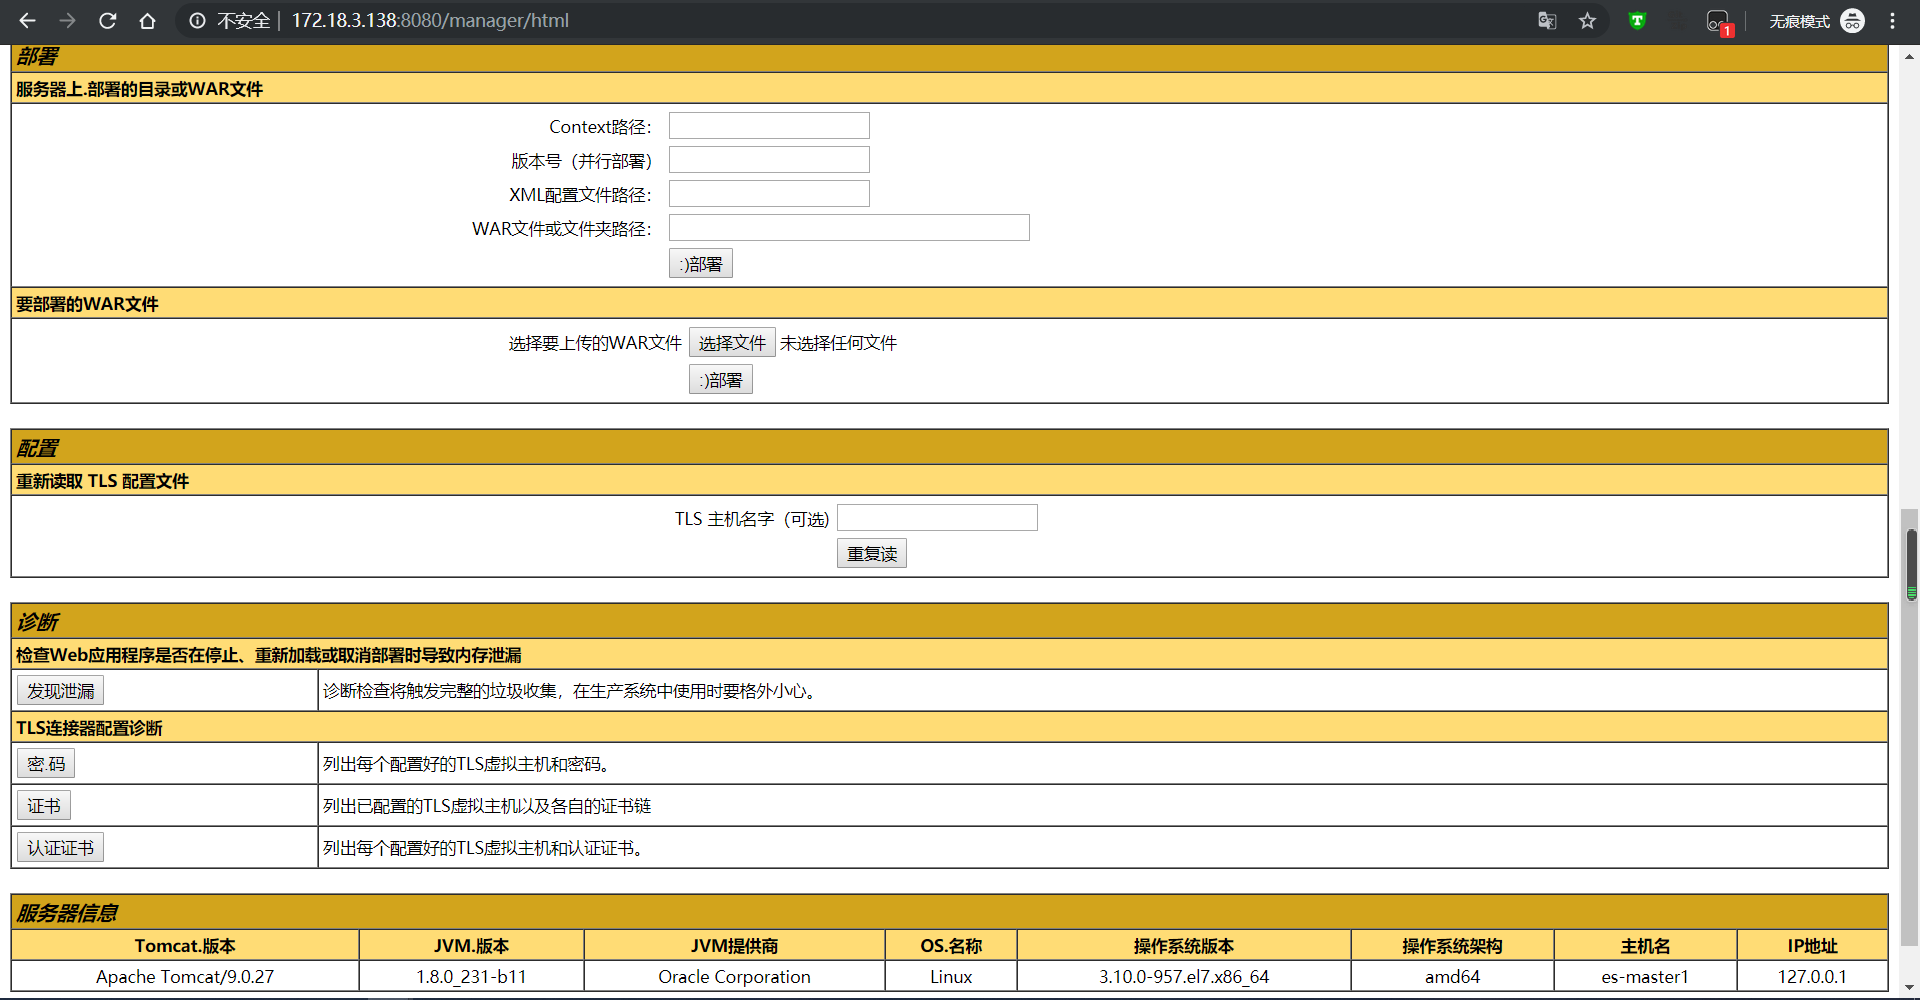 不安全 172.18.3.138:8080/manager/html 无痕模式
1
部署
服务器上.部署的目录或WAR文件
Context路径:
版本号（并行部署）
XML配置文件路径:
WAR文件或文件夹路径:
:)部署
要部署的WAR文件
选择要上传的WAR文件 选择文件 未选择任何文件
:)部署
配置
重新读取 TLS 配置文件
TLS 主机名字（可选）
重复读
诊断
检查Web应用程序是否在停止、重新加载或取消部署时导致内存泄漏
发现泄漏 诊断检查将触发完整的垃圾收集，在生产系统中使用时要格外小心。
TLS连接器配置诊断
密.码 列出每个配置好的TLS虚拟主机和密码。
证书 列出已配置的TLS虚拟主机以及各自的证书链
认证证书 列出每个配置好的TLS虚拟主机和认证证书。
服务器信息
Tomcat.版本 JVM.版本 JVM提供商 OS.名称 操作系统版本 操作系统架构 主机名 IP地址
Apache Tomcat/9.0.27 1.8.0_231-b11 Oracle Corporation Linux 3.10.0-957.el7.x86_64 amd64 es-master1 127.0.0.1